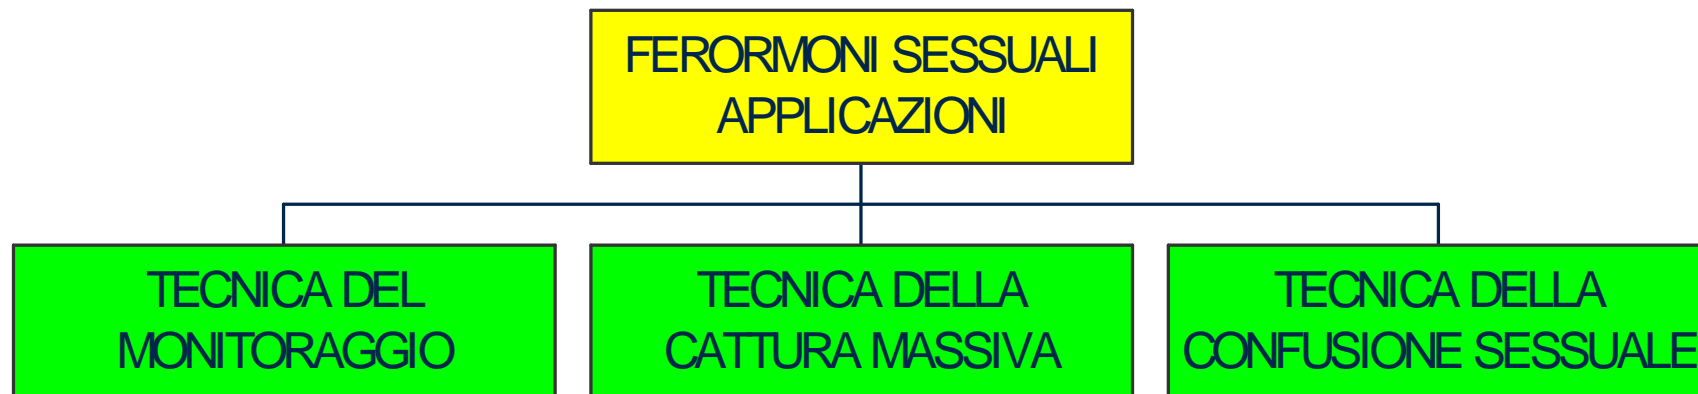 FERORMONI SESSUALI
APPLICAZIONI
TECNICA DEL
MONITORAGGIO
TECNICA DELLA
CATTURA MASSIVA
TECNICA DELLA
CONFUSIONE SESSUALE